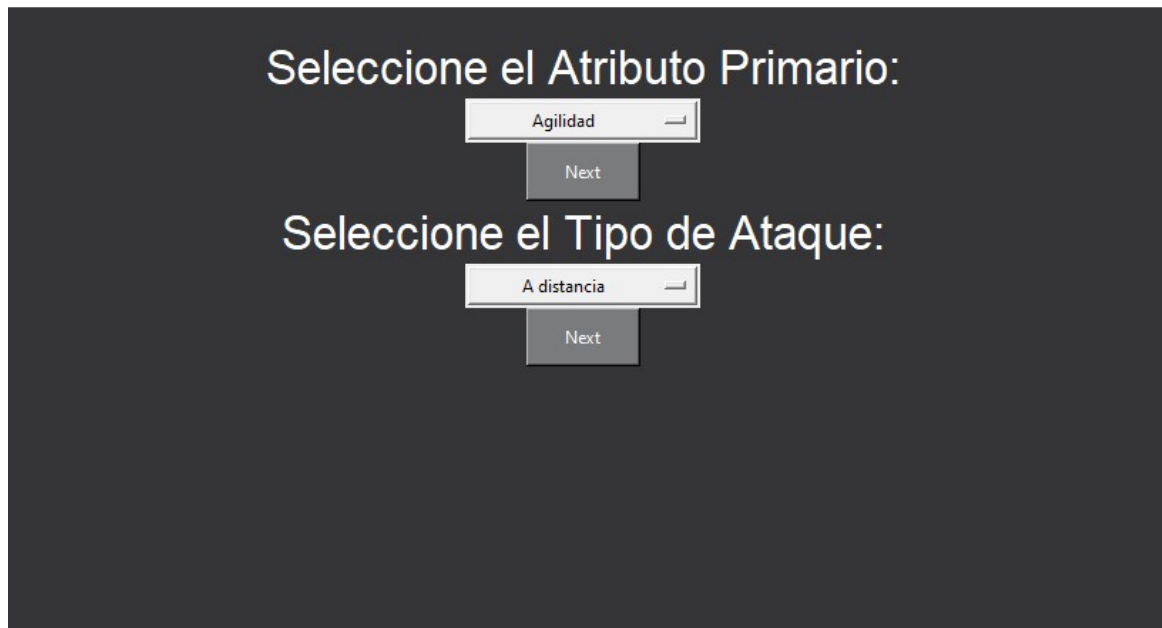 Seleccione el Atributo Primario:
Agilidad
Next
Seleccione el Tipo de Ataque:
A distancia
Next